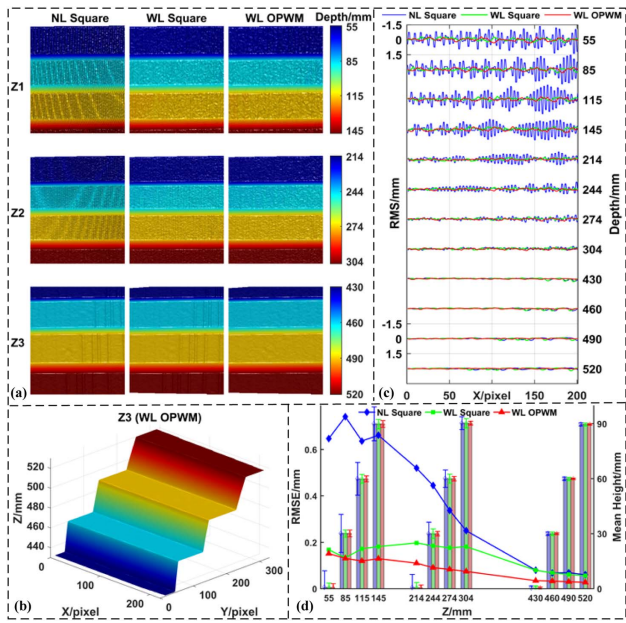 NL Square WL Square WL OPWM Depth/mm
Z1
55
85
115
145
Z2
214
244
274
304
Z3
430
460
490
520
(a)
NL Square WL Square WL OPWM
-1.5
0
1.5
RMS/mm
-1.5
0
1.5
55
85
115
145
214
244
274
304
430
460
490
520
Depth/mm
0 50 100 150 200
X/pixel
(c)
Z3 (WL OPWM)
Z/mm
520
500
480
460
440
0
100
200
X/pixel
0
100
200
300
Y/pixel
(b)
NL Square WL Square WL OPWM
RMSE/mm
0.6
0.4
0.2
0
90
60
30
0
Mean Height/mm
55 85 115 145 214 244 274 304 430 460 490 520
Z/mm
(d)